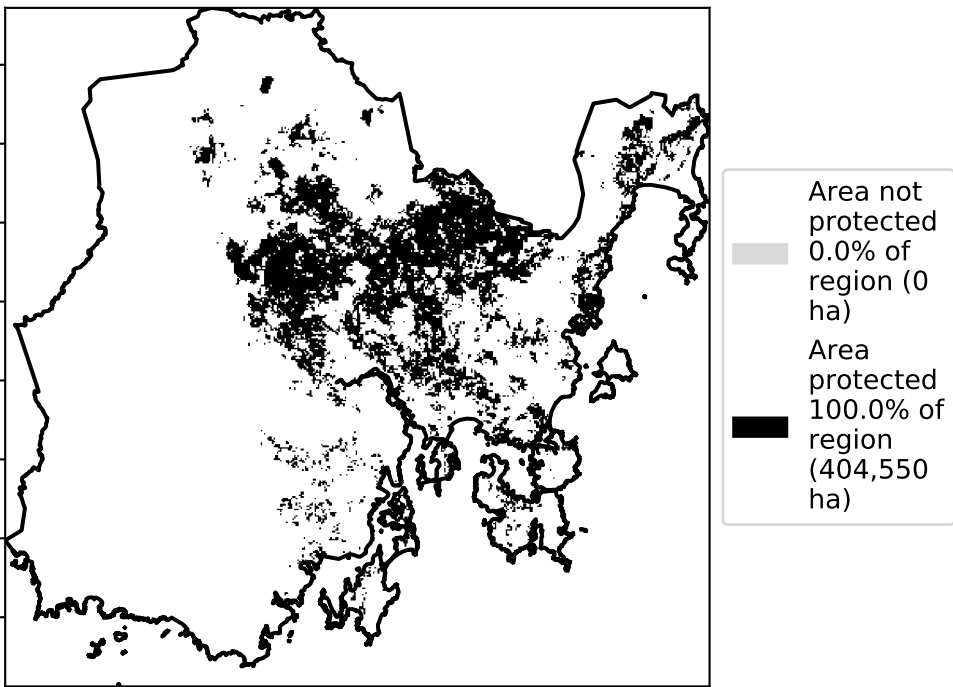 Area not
protected
0.0% of
region (0
ha)
Area
protected
100.0% of
region
(404,550
ha)